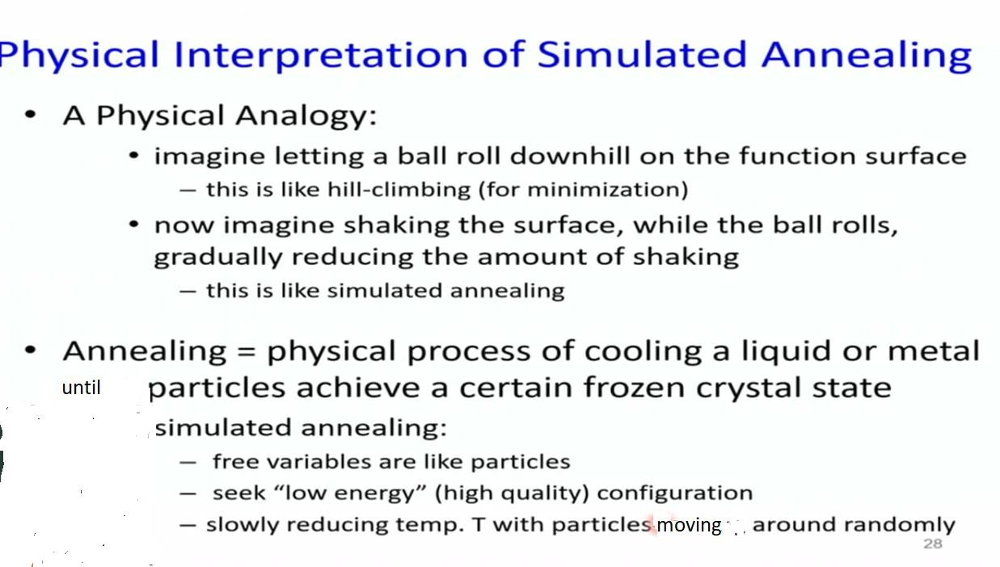 Physical Interpretation of Simulated Annealing
• A Physical Analogy:
• imagine letting a ball roll downhill on the function surface
– this is like hill-climbing (for minimization)
• now imagine shaking the surface, while the ball rolls,
gradually reducing the amount of shaking
– this is like simulated annealing
• Annealing = physical process of cooling a liquid or metal
until particles achieve a certain frozen crystal state
simulated annealing:
– free variables are like particles
– seek “low energy” (high quality) configuration
– slowly reducing temp. T with particles moving around randomly
28